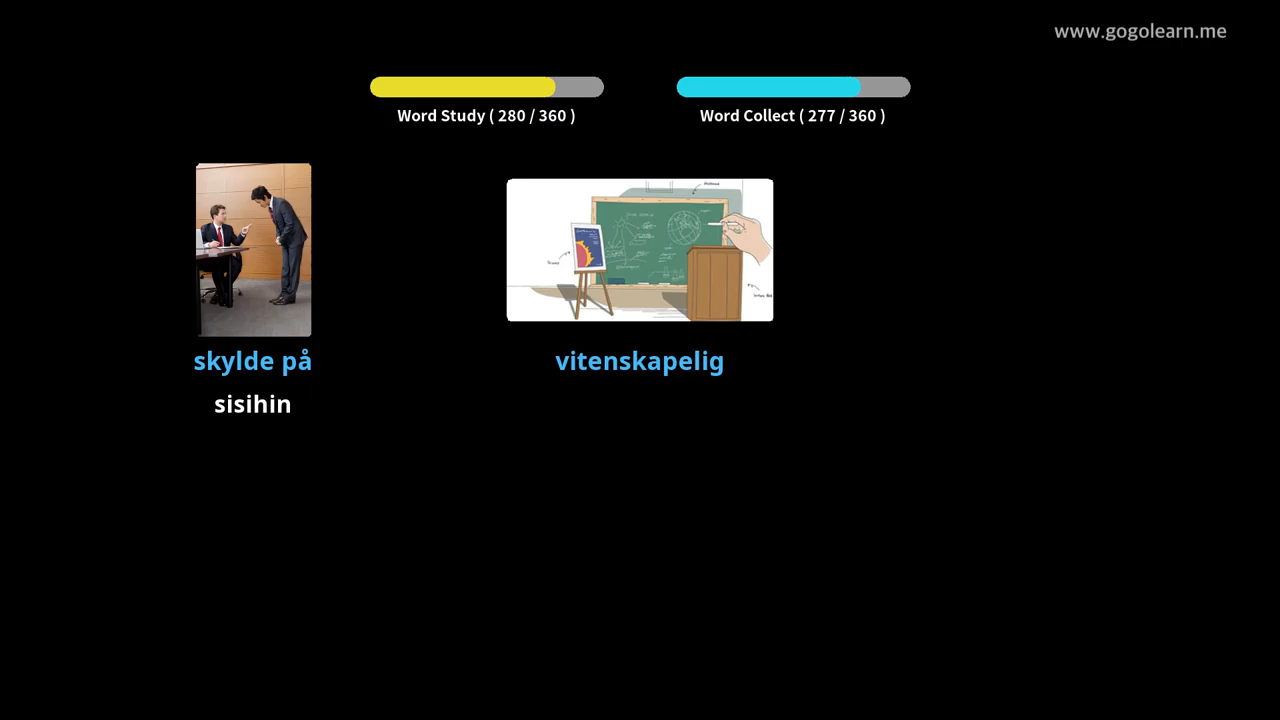 www.gogolearn.me
Word Study ( 280 / 360 )
Word Collect ( 277 / 360 )
skylde på
vitenskapelig
sisihin